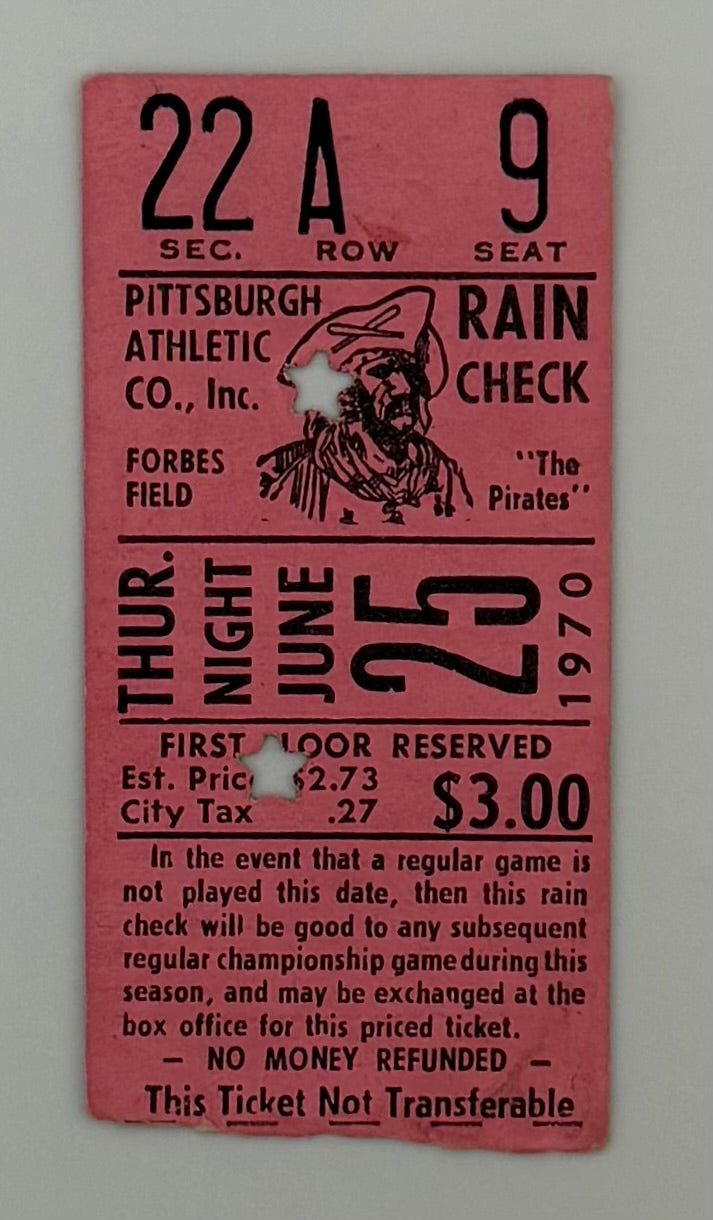 22 A 9
SEC. ROW SEAT
PITTSBURGH
ATHLETIC
CO., Inc.
RAIN
CHECK
FORBES
FIELD
"The
Pirates"
THUR.
NIGHT
JUNE
25
1970
FIRST LOOR RESERVED
Est. Pric $2.73
City Tax .27
$3.00
In the event that a regular game is
not played this date, then this rain
check will be good to any subsequent
regular championship game during this
season, and may be exchanged at the
box office for this priced ticket.
— NO MONEY REFUNDED —
This Ticket Not Transferable